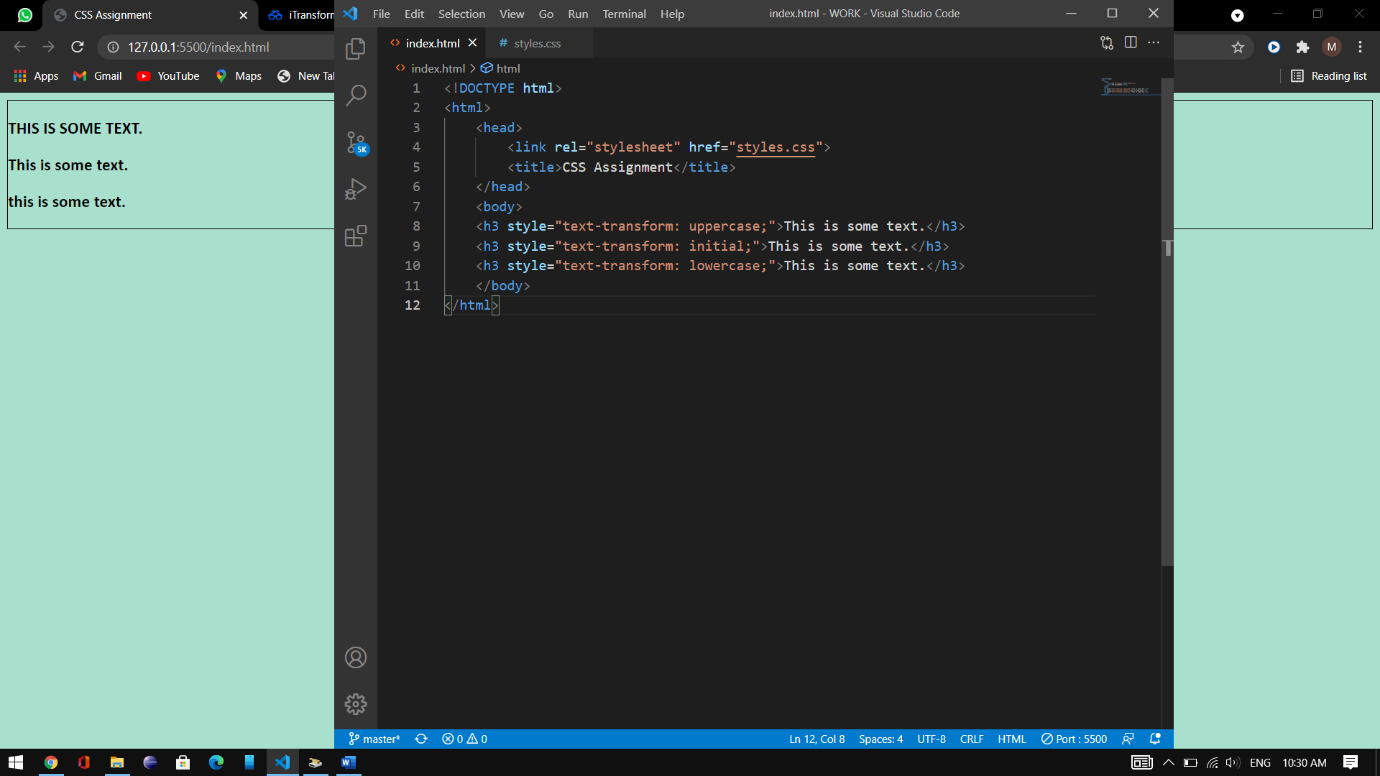 CSS Assignment
iTransform
File Edit Selection View Go Run Terminal Help
index.html - WORK - Visual Studio Code
127.0.0.1:5500/index.html
M
Apps Gmail YouTube Maps New Tab
Reading list
index.html
# styles.css
index.html > html
THIS IS SOME TEXT.
This is some text.
this is some text.
1 <!DOCTYPE html>
2 <html>
3 <head>
4 <link rel="stylesheet" href="styles.css">
5 <title>CSS Assignment</title>
6 </head>
7 <body>
8 <h3 style="text-transform: uppercase;">This is some text.</h3>
9 <h3 style="text-transform: initial;">This is some text.</h3>
10 <h3 style="text-transform: lowercase;">This is some text.</h3>
11 </body>
12 </html>
5K
master* 0 0 Ln 12, Col 8 Spaces: 4 UTF-8 CRLF HTML Port : 5500
ENG 10:30 AM